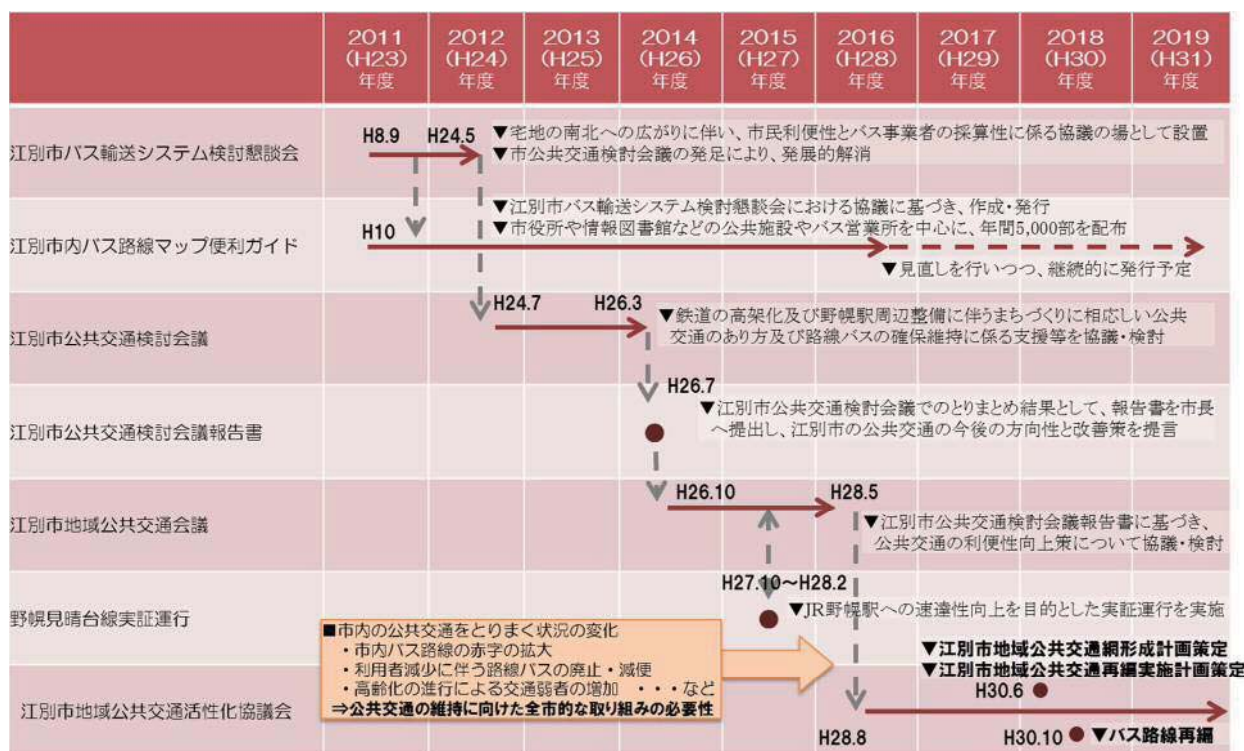 2011
(H23)
年度
2012
(H24)
年度
2013
(H25)
年度
2014
(H26)
年度
2015
(H27)
年度
2016
(H28)
年度
2017
(H29)
年度
2018
(H30)
年度
2019
(H31)
年度
江別市バス輸送システム検討懇談会
H8.9
H24.5
▼宅地の南北への広がりに伴い、市民利便性とバス事業者の採算性に係る協議の場として設置
▼市公共交通検討会議の発足により、発展的解消
江別市内バス路線マップ便利ガイド
H10
▼江別市バス輸送システム検討懇談会における協議に基づき、作成・発行
▼市役所や情報図書館などの公共施設やバス営業所を中心に、年間5,000部を配布
▼見直しを行いつつ、継続的に発行予定
江別市公共交通検討会議
H24.7
H26.3
▼鉄道の高架化及び野幌駅周辺整備に伴うまちづくりに相応しい公共
交通のあり方及び路線バスの確保維持に係る支援等を協議・検討
江別市公共交通検討会議報告書
H26.7
▼江別市公共交通検討会議でのとりまとめ結果として、報告書を市長
へ提出し、江別市の公共交通の今後の方向性と改善策を提言
江別市地域公共交通会議
H26.10
H28.5
▼江別市公共交通検討会議報告書に基づき、
公共交通の利便性向上策について協議・検討
野幌見晴台線実証運行
H27.10～H28.2
▼JR野幌駅への速達性向上を目的とした実証運行を実施
■市内の公共交通をとりまく状況の変化
・市内バス路線の赤字の拡大
・利用者減少に伴う路線バスの廃止・減便
・高齢化の進行による交通弱者の増加 ・・・など
⇒公共交通の維持に向けた全市的な取り組みの必要性
江別市地域公共交通活性化協議会
▼江別市地域公共交通網形成計画策定
▼江別市地域公共交通再編実施計画策定
H30.6
H28.8
H30.10
▼バス路線再編